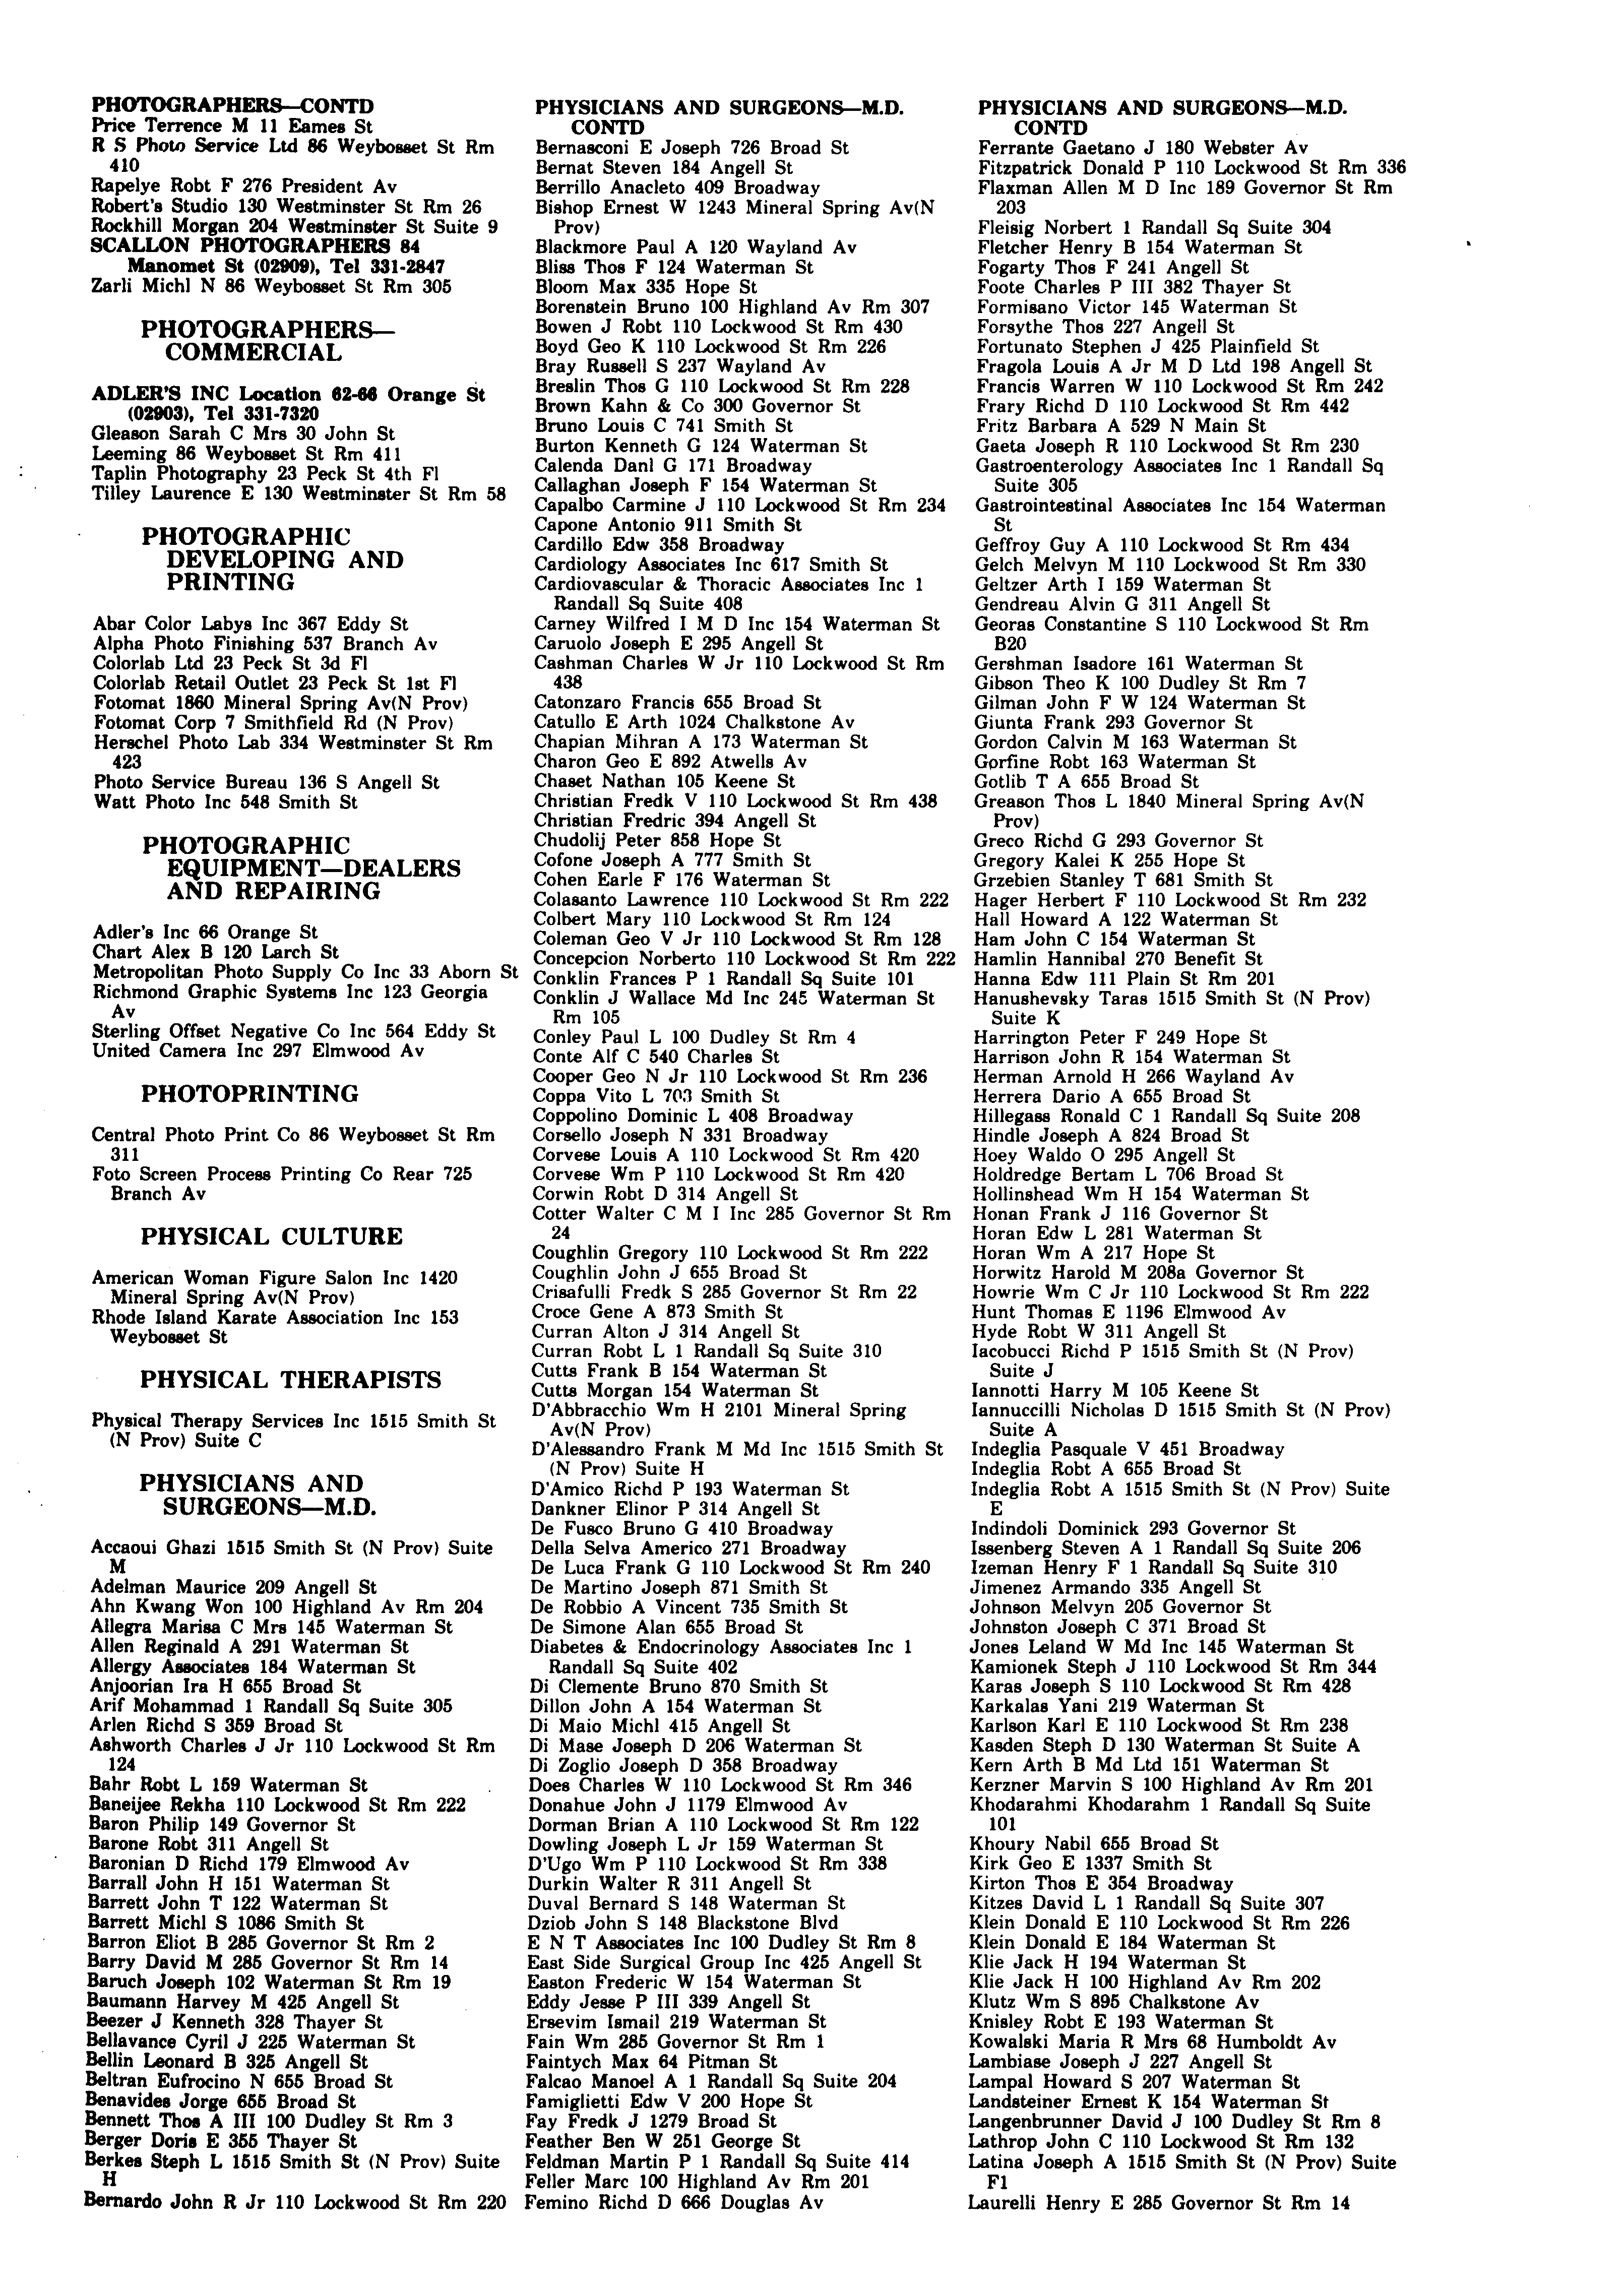 PHOTOGRAPHERS—CONTD
Price Terrence M 11 Eames St
R S Photo Service Ltd 86 Weybosset St Rm
410
Rapelye Robt F 276 President Av
Robert's Studio 130 Westminster St Rm 26
Rockhill Morgan 204 Westminster St Suite 9
SCALLON PHOTOGRAPHERS 84
Manomet St (02909), Tel 331-2847
Zarli Michl N 86 Weybosset St Rm 305
PHOTOGRAPHERS—
COMMERCIAL
ADLER'S INC Location 62-66 Orange St
(02903), Tel 331-7320
Gleason Sarah C Mrs 30 John St
Leeming 86 Weybosset St Rm 411
Taplin Photography 23 Peck St 4th Fl
Tilley Laurence E 130 Westminster St Rm 58
PHOTOGRAPHIC
DEVELOPING AND
PRINTING
Abar Color Labys Inc 367 Eddy St
Alpha Photo Finishing 537 Branch Av
Colorlab Ltd 23 Peck St 3d Fl
Colorlab Retail Outlet 23 Peck St 1st Fl
Fotomat 1860 Mineral Spring Av(N Prov)
Fotomat Corp 7 Smithfield Rd (N Prov)
Herschel Photo Lab 334 Westminster St Rm
423
Photo Service Bureau 136 S Angell St
Watt Photo Inc 548 Smith St
PHOTOGRAPHIC
EQUIPMENT—DEALERS
AND REPAIRING
Adler's Inc 66 Orange St
Chart Alex B 120 Larch St
Metropolitan Photo Supply Co Inc 33 Aborn St
Richmond Graphic Systems Inc 123 Georgia
Av
Sterling Offset Negative Co Inc 564 Eddy St
United Camera Inc 297 Elmwood Av
PHOTOPRINTING
Central Photo Print Co 86 Weybosset St Rm
311
Foto Screen Process Printing Co Rear 725
Branch Av
PHYSICAL CULTURE
American Woman Figure Salon Inc 1420
Mineral Spring Av(N Prov)
Rhode Island Karate Association Inc 153
Weybosset St
PHYSICAL THERAPISTS
Physical Therapy Services Inc 1515 Smith St
(N Prov) Suite C
PHYSICIANS AND
SURGEONS—M.D.
Accaoui Ghazi 1515 Smith St (N Prov) Suite
M
Adelman Maurice 209 Angell St
Ahn Kwang Won 100 Highland Av Rm 204
Allegra Marisa C Mrs 145 Waterman St
Allen Reginald A 291 Waterman St
Allergy Associates 184 Waterman St
Anjoorian Ira H 655 Broad St
Arif Mohammad 1 Randall Sq Suite 305
Arlen Richd S 359 Broad St
Ashworth Charles J Jr 110 Lockwood St Rm
124
Bahr Robt L 159 Waterman St
Baneijee Rekha 110 Lockwood St Rm 222
Baron Philip 149 Governor St
Barone Robt 311 Angell St
Baronian D Richd 179 Elmwood Av
Barrall John H 151 Waterman St
Barrett John T 122 Waterman St
Barrett Michl S 1086 Smith St
Barron Eliot B 285 Governor St Rm 2
Barry David M 285 Governor St Rm 14
Baruch Joseph 102 Waterman St Rm 19
Baumann Harvey M 425 Angell St
Beezer J Kenneth 328 Thayer St
Bellavance Cyril J 225 Waterman St
Bellin Leonard B 325 Angell St
Beltran Eufrocino N 655 Broad St
Benavides Jorge 655 Broad St
Bennett Thos A III 100 Dudley St Rm 3
Berger Doris E 355 Thayer St
Berkes Steph L 1515 Smith St (N Prov) Suite
H
Bernardo John R Jr 110 Lockwood St Rm 220
PHYSICIANS AND SURGEONS—M.D.
CONTD
Bernasconi E Joseph 726 Broad St
Bernat Steven 184 Angell St
Berrillo Anacleto 409 Broadway
Bishop Ernest W 1243 Mineral Spring Av(N
Prov)
Blackmore Paul A 120 Wayland Av
Bliss Thos F 124 Waterman St
Bloom Max 335 Hope St
Borenstein Bruno 100 Highland Av Rm 307
Bowen J Robt 110 Lockwood St Rm 430
Boyd Geo K 110 Lockwood St Rm 226
Bray Russell S 237 Wayland Av
Breslin Thos G 110 Lockwood St Rm 228
Brown Kahn & Co 300 Governor St
Bruno Louis C 741 Smith St
Burton Kenneth G 124 Waterman St
Calenda Danl G 171 Broadway
Callaghan Joseph F 154 Waterman St
Capalbo Carmine J 110 Lockwood St Rm 234
Capone Antonio 911 Smith St
Cardillo Edw 358 Broadway
Cardiology Associates Inc 617 Smith St
Cardiovascular & Thoracic Associates Inc 1
Randall Sq Suite 408
Carney Wilfred I M D Inc 154 Waterman St
Caruolo Joseph E 295 Angell St
Cashman Charles W Jr 110 Lockwood St Rm
438
Catonzaro Francis 655 Broad St
Catullo E Arth 1024 Chalkstone Av
Chapian Mihran A 173 Waterman St
Charon Geo E 892 Atwells Av
Chaset Nathan 105 Keene St
Christian Fredk V 110 Lockwood St Rm 438
Christian Fredric 394 Angell St
Chudolij Peter 858 Hope St
Cofone Joseph A 777 Smith St
Cohen Earle F 176 Waterman St
Colasanto Lawrence 110 Lockwood St Rm 222
Colbert Mary 110 Lockwood St Rm 124
Coleman Geo V Jr 110 Lockwood St Rm 128
Concepcion Norberto 110 Lockwood St Rm 222
Conklin Frances P 1 Randall Sq Suite 101
Conklin J Wallace Md Inc 245 Waterman St
Rm 105
Conley Paul L 100 Dudley St Rm 4
Conte Alf C 540 Charles St
Cooper Geo N Jr 110 Lockwood St Rm 236
Coppa Vito L 703 Smith St
Coppolino Dominic L 408 Broadway
Corsello Joseph N 331 Broadway
Corvese Louis A 110 Lockwood St Rm 420
Corvese Wm P 110 Lockwood St Rm 420
Corwin Robt D 314 Angell St
Cotter Walter C M I Inc 285 Governor St Rm
24
Coughlin Gregory 110 Lockwood St Rm 222
Coughlin John J 655 Broad St
Crisafulli Fredk S 285 Governor St Rm 22
Croce Gene A 873 Smith St
Curran Alton J 314 Angell St
Curran Robt L 1 Randall Sq Suite 310
Cutts Frank B 154 Waterman St
Cutts Morgan 154 Waterman St
D'Abbracchio Wm H 2101 Mineral Spring
Av(N Prov)
D'Alessandro Frank M Md Inc 1515 Smith St
(N Prov) Suite H
D'Amico Richd P 193 Waterman St
Dankner Elinor P 314 Angell St
De Fusco Bruno G 410 Broadway
Della Selva Americo 271 Broadway
De Luca Frank G 110 Lockwood St Rm 240
De Martino Joseph 871 Smith St
De Robbio A Vincent 735 Smith St
De Simone Alan 655 Broad St
Diabetes & Endocrinology Associates Inc 1
Randall Sq Suite 402
Di Clemente Bruno 870 Smith St
Dillon John A 154 Waterman St
Di Maio Michl 415 Angell St
Di Mase Joseph D 206 Waterman St
Di Zoglio Joseph D 358 Broadway
Does Charles W 110 Lockwood St Rm 346
Donahue John J 1179 Elmwood Av
Dorman Brian A 110 Lockwood St Rm 122
Dowling Joseph L Jr 159 Waterman St
D'Ugo Wm P 110 Lockwood St Rm 338
Durkin Walter R 311 Angell St
Duval Bernard S 148 Waterman St
Dziob John S 148 Blackstone Blvd
E N T Associates Inc 100 Dudley St Rm 8
East Side Surgical Group Inc 425 Angell St
Easton Frederic W 154 Waterman St
Eddy Jesse P III 339 Angell St
Ersevim Ismail 219 Waterman St
Fain Wm 285 Governor St Rm 1
Faintych Max 64 Pitman St
Falcao Manoel A 1 Randall Sq Suite 204
Famiglietti Edw V 200 Hope St
Fay Fredk J 1279 Broad St
Feather Ben W 251 George St
Feldman Martin P 1 Randall Sq Suite 414
Feller Marc 100 Highland Av Rm 201
Femino Richd D 666 Douglas Av
PHYSICIANS AND SURGEONS—M.D.
CONTD
Ferrante Gaetano J 180 Webster Av
Fitzpatrick Donald P 110 Lockwood St Rm 336
Flaxman Allen M D Inc 189 Governor St Rm
203
Fleisig Norbert 1 Randall Sq Suite 304
Fletcher Henry B 154 Waterman St
Fogarty Thos F 241 Angell St
Foote Charles P III 382 Thayer St
Formisano Victor 145 Waterman St
Forsythe Thos 227 Angell St
Fortunato Stephen J 425 Plainfield St
Fragola Louis A Jr M D Ltd 198 Angell St
Francis Warren W 110 Lockwood St Rm 242
Frary Richd D 110 Lockwood St Rm 442
Fritz Barbara A 529 N Main St
Gaeta Joseph R 110 Lockwood St Rm 230
Gastroenterology Associates Inc 1 Randall Sq
Suite 305
Gastrointestinal Associates Inc 154 Waterman
St
Geffroy Guy A 110 Lockwood St Rm 434
Gelch Melvyn M 110 Lockwood St Rm 330
Geltzer Arth I 159 Waterman St
Gendreau Alvin G 311 Angell St
Georas Constantine S 110 Lockwood St Rm
B20
Gershman Isadore 161 Waterman St
Gibson Theo K 100 Dudley St Rm 7
Gilman John F W 124 Waterman St
Giunta Frank 293 Governor St
Gordon Calvin M 163 Waterman St
Gorfine Robt 163 Waterman St
Gotlib T A 655 Broad St
Greason Thos L 1840 Mineral Spring Av(N
Prov)
Greco Richd G 293 Governor St
Gregory Kalei K 255 Hope St
Grzebien Stanley T 681 Smith St
Hager Herbert F 110 Lockwood St Rm 232
Hall Howard A 122 Waterman St
Ham John C 154 Waterman St
Hamlin Hannibal 270 Benefit St
Hanna Edw 111 Plain St Rm 201
Hanushevsky Taras 1515 Smith St (N Prov)
Suite K
Harrington Peter F 249 Hope St
Harrison John R 154 Waterman St
Herman Arnold H 266 Wayland Av
Herrera Dario A 655 Broad St
Hillegass Ronald C 1 Randall Sq Suite 208
Hindle Joseph A 824 Broad St
Hoey Waldo O 295 Angell St
Holdredge Bertam L 706 Broad St
Hollinshead Wm H 154 Waterman St
Honan Frank J 116 Governor St
Horan Edw L 281 Waterman St
Horan Wm A 217 Hope St
Horwitz Harold M 208a Governor St
Howrie Wm C Jr 110 Lockwood St Rm 222
Hunt Thomas E 1196 Elmwood Av
Hyde Robt W 311 Angell St
Iacobucci Richd P 1515 Smith St (N Prov)
Suite J
Iannotti Harry M 105 Keene St
Iannuccilli Nicholas D 1515 Smith St (N Prov)
Suite A
Indeglia Pasquale V 451 Broadway
Indeglia Robt A 655 Broad St
Indeglia Robt A 1515 Smith St (N Prov) Suite
E
Indindoli Dominick 293 Governor St
Issenberg Steven A 1 Randall Sq Suite 206
Izeman Henry F 1 Randall Sq Suite 310
Jimenez Armando 335 Angell St
Johnson Melvyn 205 Governor St
Johnston Joseph C 371 Broad St
Jones Leland W Md Inc 145 Waterman St
Kamionek Steph J 110 Lockwood St Rm 344
Karas Joseph S 110 Lockwood St Rm 428
Karkalas Yani 219 Waterman St
Karlson Karl E 110 Lockwood St Rm 238
Kasden Steph D 130 Waterman St Suite A
Kern Arth B Md Ltd 151 Waterman St
Kerzner Marvin S 100 Highland Av Rm 201
Khodarahmi Khodarahm 1 Randall Sq Suite
101
Khoury Nabil 655 Broad St
Kirk Geo E 1337 Smith St
Kirton Thos E 354 Broadway
Kitzes David L 1 Randall Sq Suite 307
Klein Donald E 110 Lockwood St Rm 226
Klein Donald E 184 Waterman St
Klie Jack H 194 Waterman St
Klie Jack H 100 Highland Av Rm 202
Klutz Wm S 895 Chalkstone Av
Knisley Robt E 193 Waterman St
Kowalski Maria R Mrs 68 Humboldt Av
Lambiase Joseph J 227 Angell St
Lampal Howard S 207 Waterman St
Landsteiner Ernest K 154 Waterman St
Langenbrunner David J 100 Dudley St Rm 8
Lathrop John C 110 Lockwood St Rm 132
Latina Joseph A 1515 Smith St (N Prov) Suite
F1
Laurelli Henry E 285 Governor St Rm 14